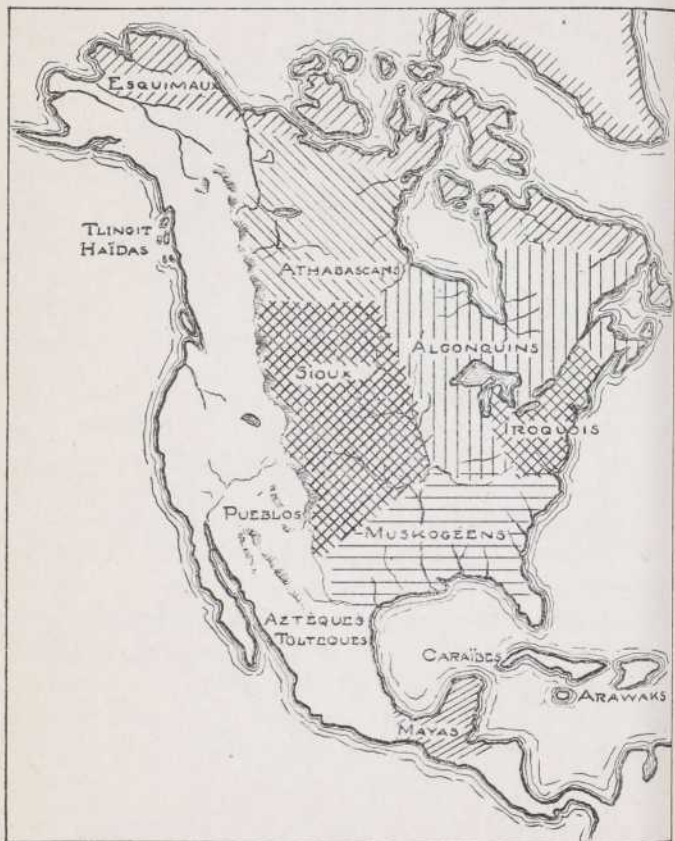 ESQUIMAUX
TLINGIT
HAÏDAS
ATHABASCANS
ALGONQUINS
SIOUX
IROQUOIS
PUEBLOS
MUSKOGÉENS
AZTÈQUES
TOLTÈQUES
CARAÏBES
ARAWAKS
MAYAS